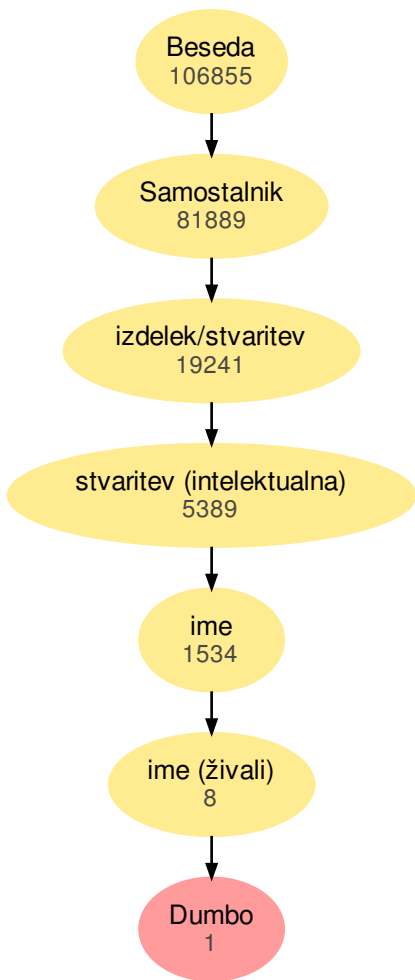 Beseda
106855
Samostalnik
81889
izdelek/stvaritev
19241
stvaritev (intelektualna)
5389
ime
1534
ime (živali)
8
Dumbo
1